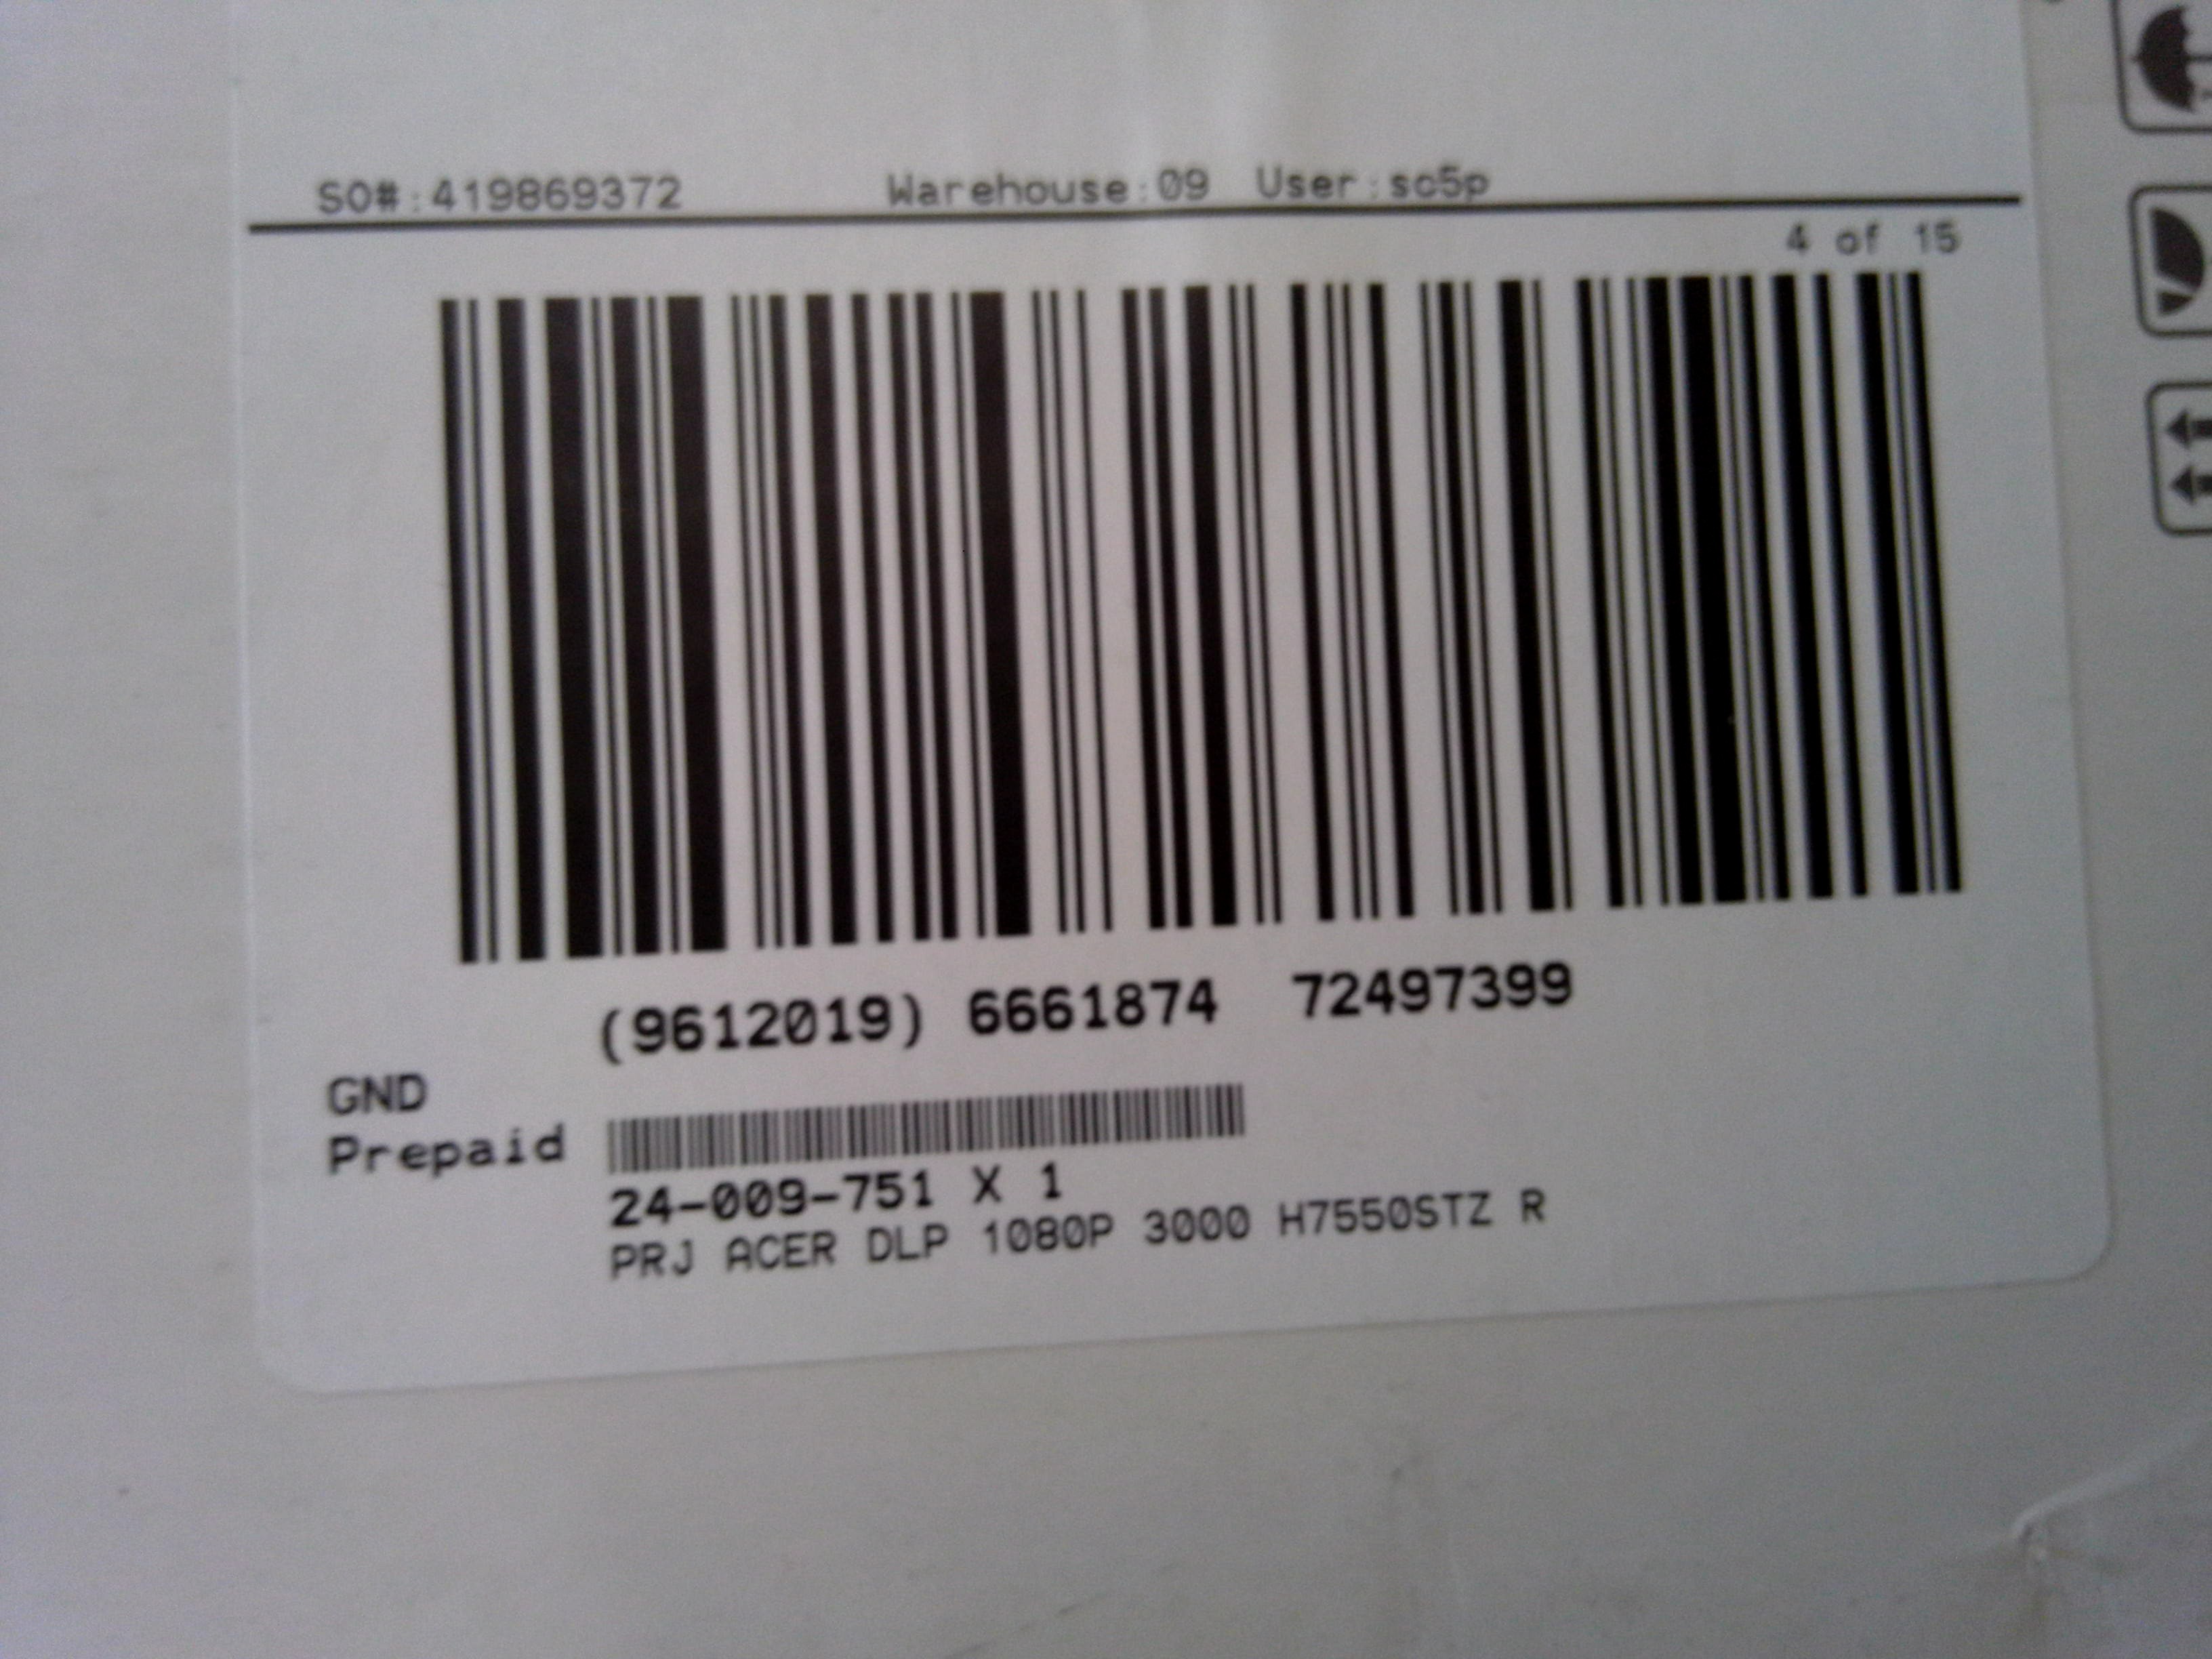 SO#:419869372 Warehouse:09 User:sc5p
4 of 15
(9612019) 6661874 72497399
GND
Prepaid
24-009-751 X 1
PRJ ACER DLP 1080P 3000 H7550STZ R